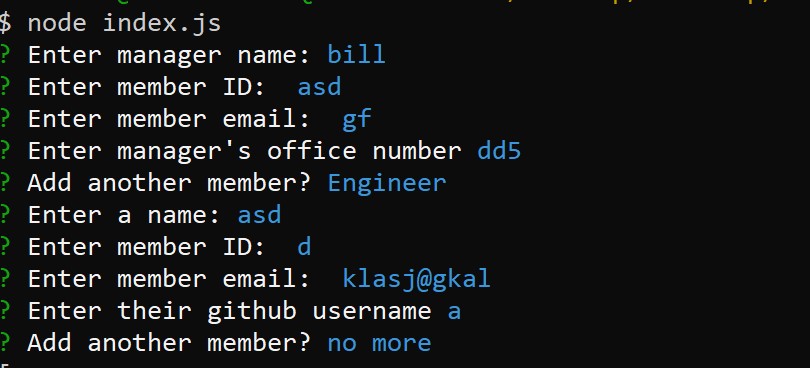 $ node index.js
? Enter manager name: bill
? Enter member ID:  asd
? Enter member email:  gf
? Enter manager's office number dd5
? Add another member? Engineer
? Enter a name: asd
? Enter member ID:  d
? Enter member email:  klasj@gkal
? Enter their github username a
? Add another member? no more